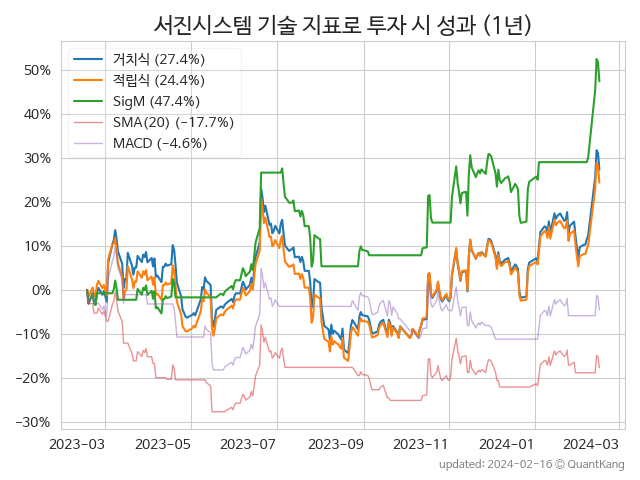 서진시스템 기술 지표로 투자 시 성과 (1년)
거치식 (27.4%)
적립식 (24.4%)
SigM (47.4%)
SMA(20) (−17.7%)
MACD (−4.6%)
50%
40%
30%
20%
10%
0%
−10%
−20%
−30%
2023-03 2023-05 2023-07 2023-09 2023-11 2024-01 2024-03
updated: 2024-02-16 © QuantKang